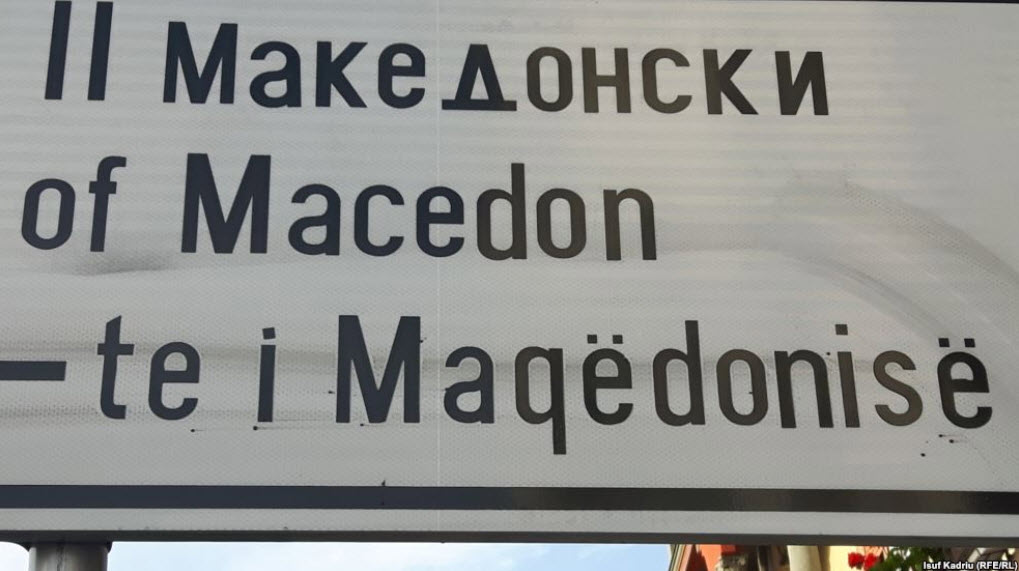 II Македонски
of Macedon
–te i Maqëdonisë
Isuf Kadriu (RFE/RL)